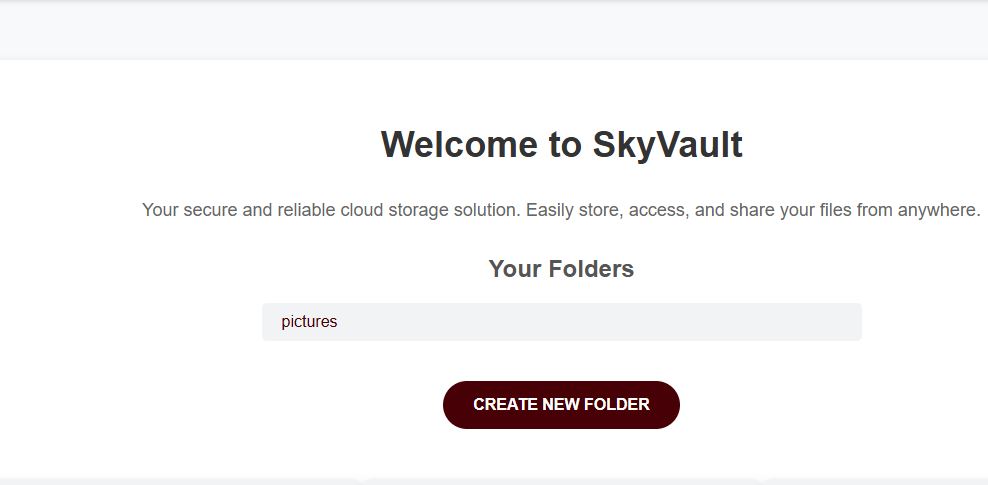 Welcome to SkyVault
Your secure and reliable cloud storage solution. Easily store, access, and share your files from anywhere.
Your Folders
pictures
CREATE NEW FOLDER